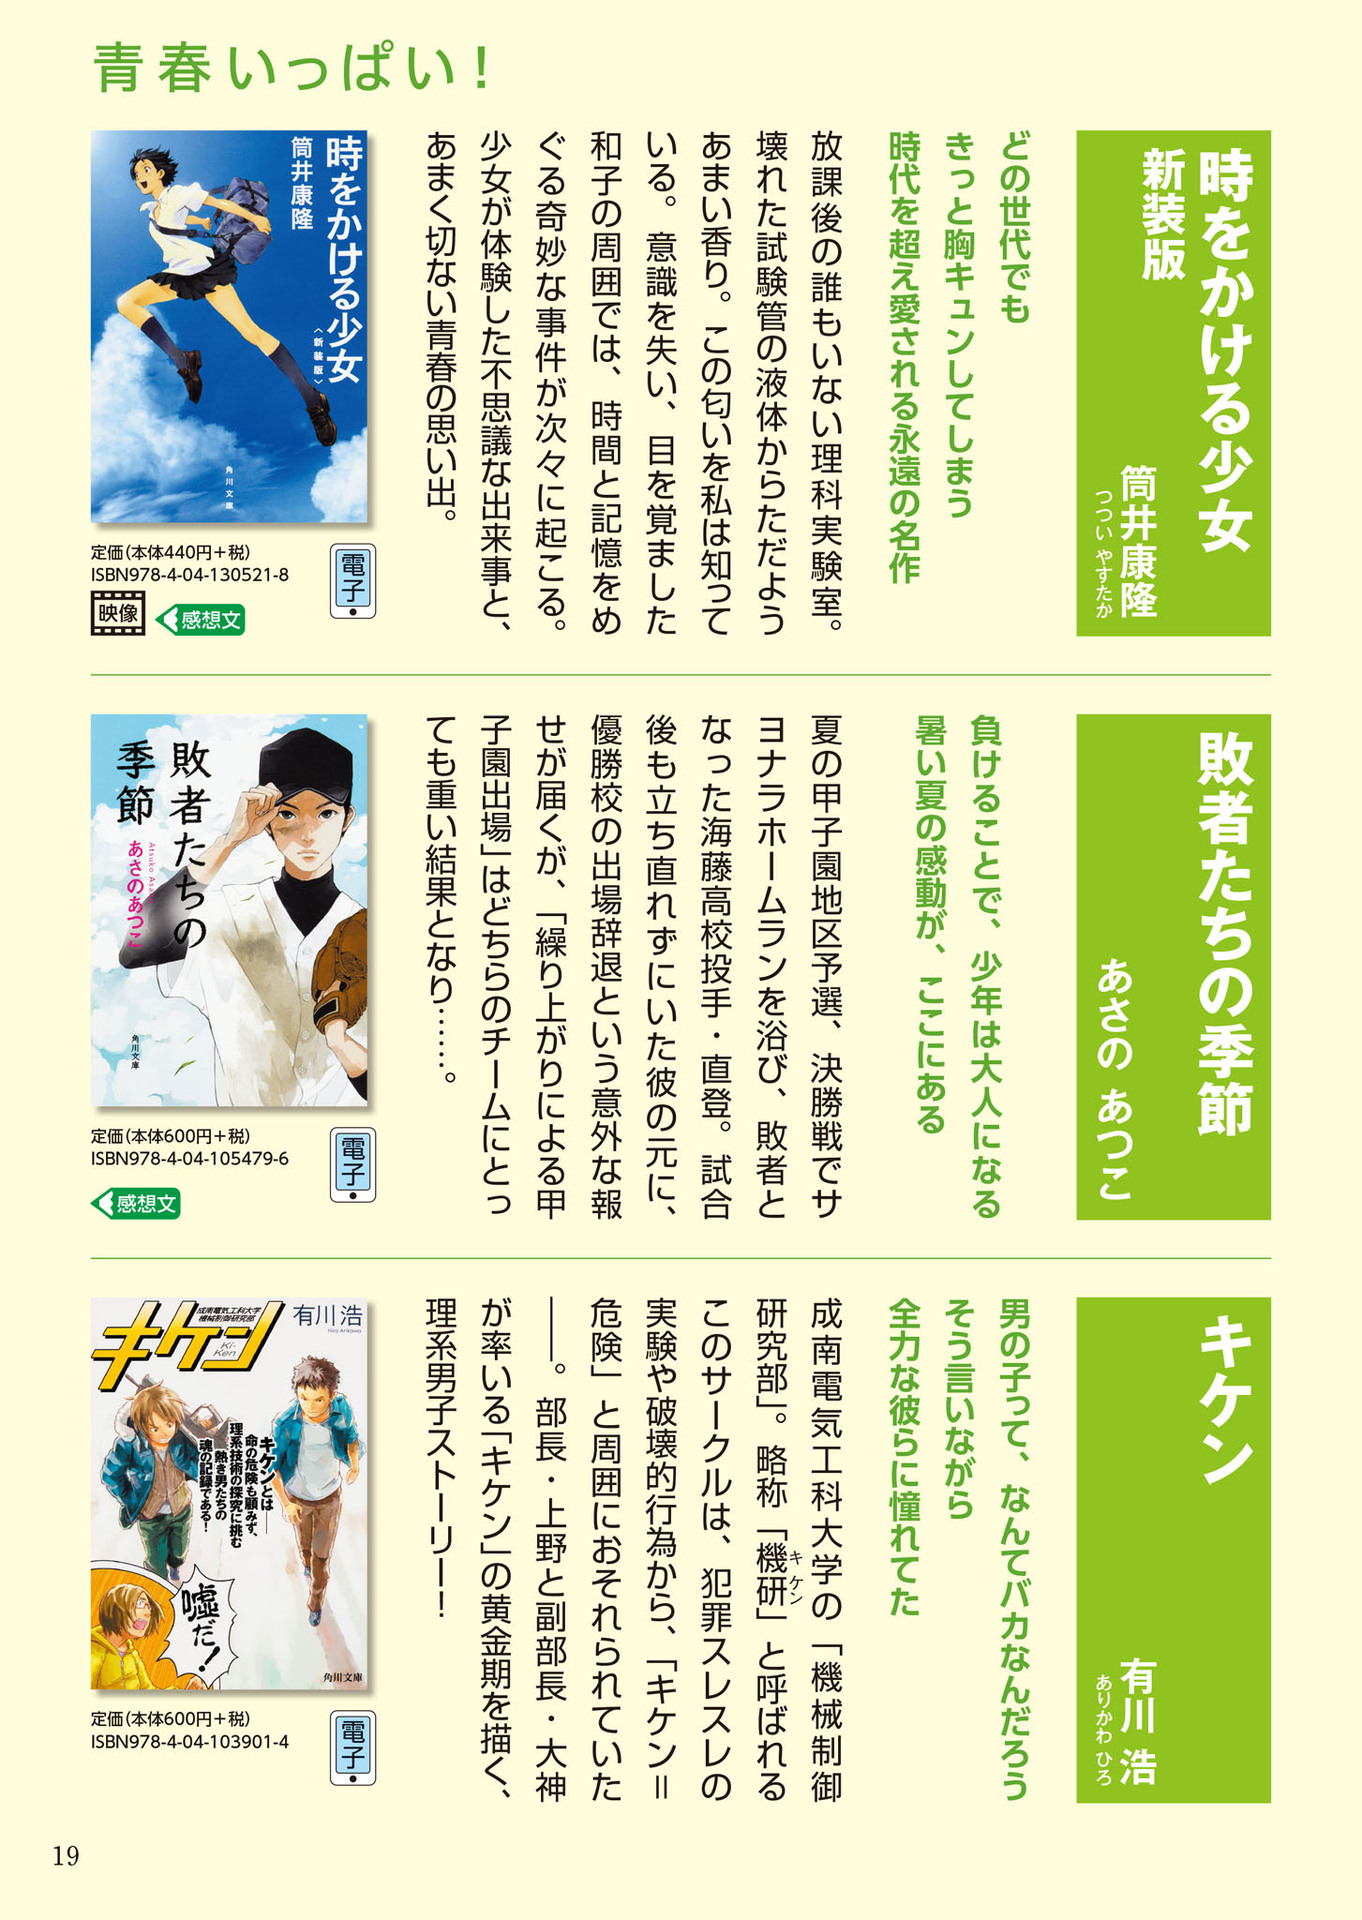 青春いっぱい！
時をかける少女
新装版
筒井康隆
つつい やすたか
どの世代でも
きっと胸キュンしてしまう
時代を超え愛される永遠の名作
放課後の誰もいない理科実験室。
壊れた試験管の液体からただよう
あまい香り。この匂いを私は知って
いる。意識を失い、目を覚ました
和子の周囲では、時間と記憶をめ
ぐる奇妙な事件が次々に起こる。
少女が体験した不思議な出来事と、
あまく切ない青春の思い出。
時をかける少女
〈新装版〉
筒井康隆
角川文庫
定価（本体440円＋税）
ISBN978-4-04-130521-8
電子
映像
感想文
敗者たちの季節
あさの あつこ
負けることで、少年は大人になる
暑い夏の感動が、ここにある
夏の甲子園地区予選、決勝戦でサ
ヨナラホームランを浴び、敗者と
なった海藤高校投手・直登。試合
後も立ち直れずにいた彼の元に、
優勝校の出場辞退という意外な報
せが届くが、「繰り上がりによる甲
子園出場」はどちらのチームにとっ
ても重い結果となり……。
敗者たちの
季節
Atsuko Asano
あさのあつこ
角川文庫
定価（本体600円＋税）
ISBN978-4-04-105479-6
電子
感想文
キケン
有川 浩
ありかわ ひろ
男の子って、なんてバカなんだろう
そう言いながら
全力な彼らに憧れてた
成南電気工科大学の「機械制御
研究部」。略称「機研」と呼ばれる
キケン
このサークルは、犯罪スレスレの
実験や破壊的行為から、「キケン＝
危険」と周囲におそれられていた
――。部長・上野と副部長・大神
が率いる「キケン」の黄金期を描く、
理系男子ストーリー！
成南電気工科大学
機械制御研究部
キケン
Ki-
Ken
有川 浩
Hiro Arikawa
キケンとは――
命の危険も顧みず、
理系技術の探究に挑む
熱き男たちの
魂の記録である！
嘘だ！
角川文庫
定価（本体600円＋税）
ISBN978-4-04-103901-4
電子
19